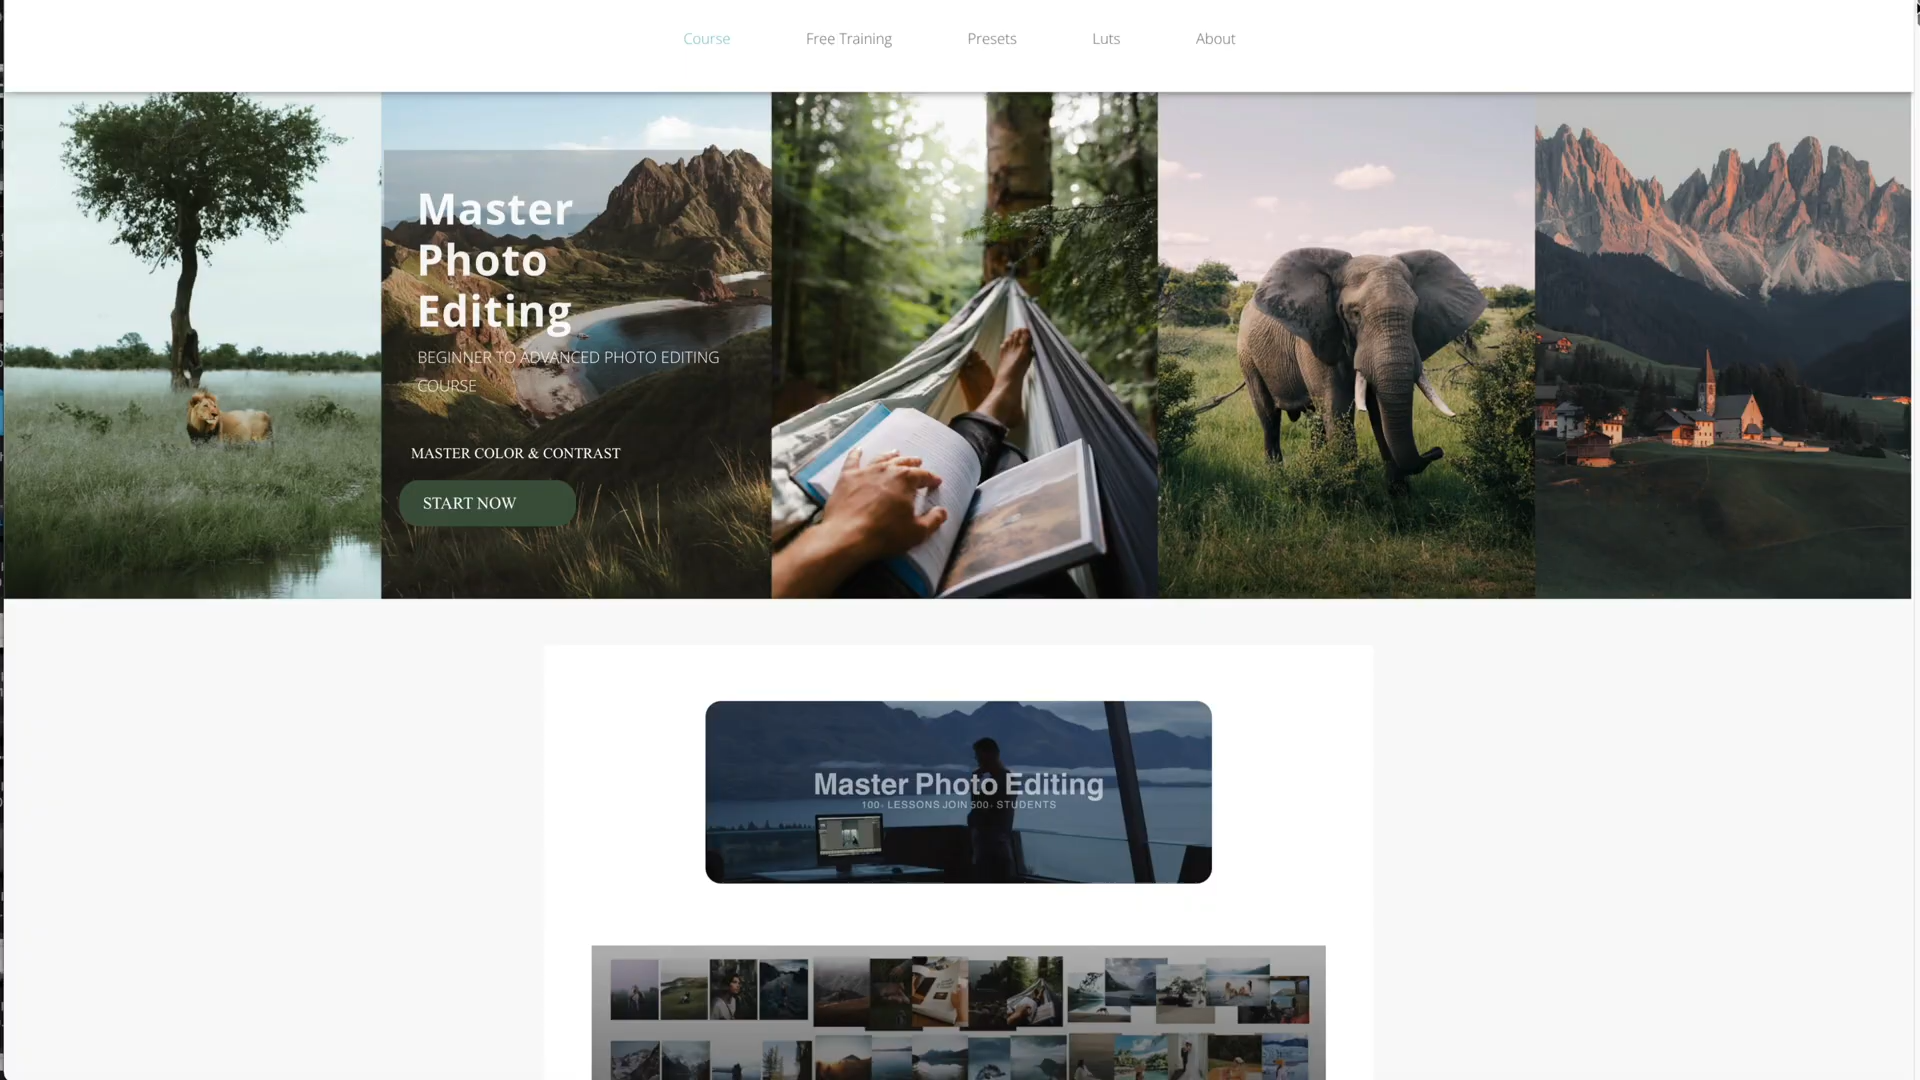 Course Free Training Presets Luts About
Master
Photo
Editing
BEGINNER TO ADVANCED PHOTO EDITING
COURSE
MASTER COLOR & CONTRAST
START NOW
Master Photo Editing
100+ LESSONS JOIN 500+ STUDENTS